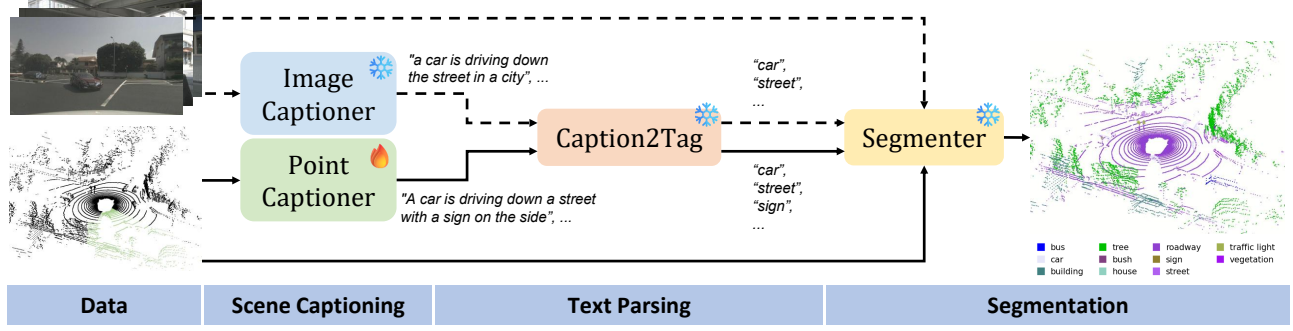 Image
Captioner
Point
Captioner
"a car is driving down
the street in a city", ...
"A car is driving down a street
with a sign on the side", ...
Caption2Tag
"car",
"street",
...
"car",
"street",
"sign",
...
Segmenter
bus
tree
roadway
traffic light
car
bush
sign
vegetation
building
house
street
Data
Scene Captioning
Text Parsing
Segmentation